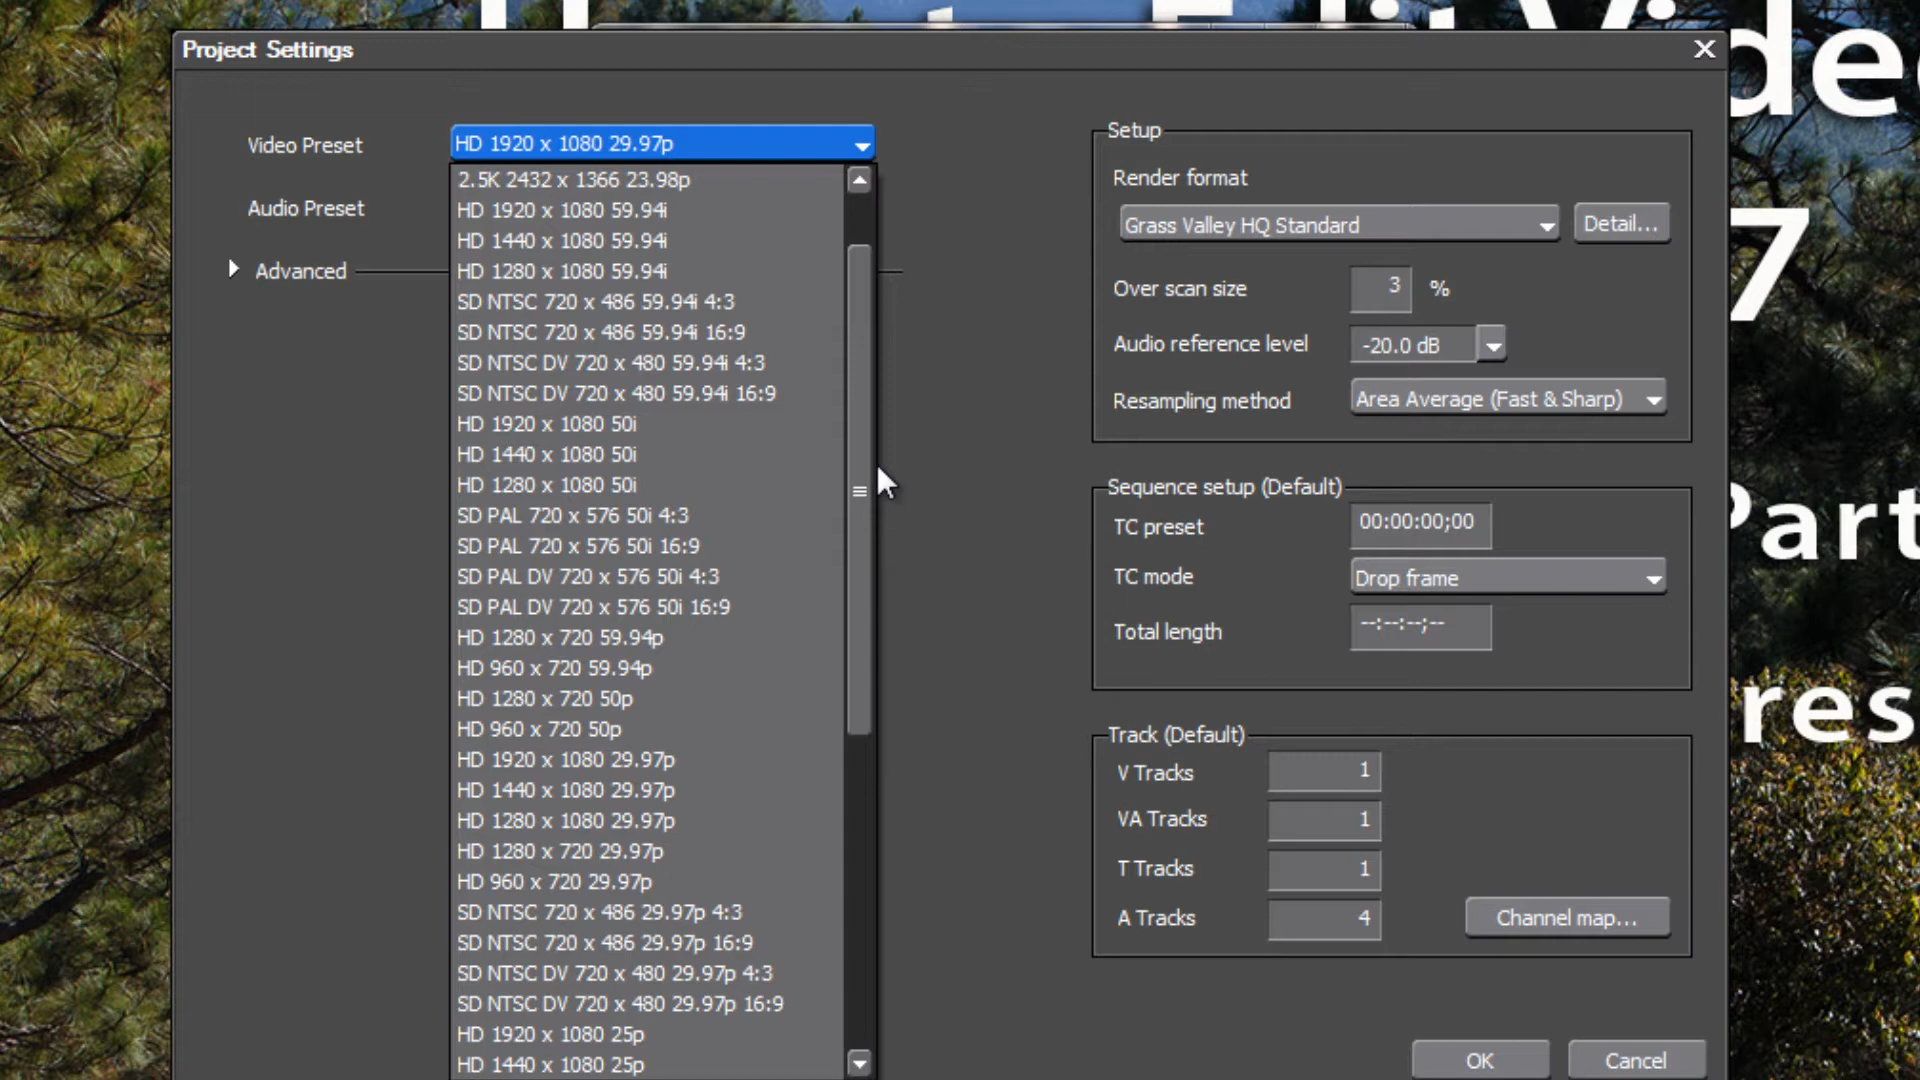 Project Settings
Video Preset
HD 1920 x 1080 29.97p
2.5K 2432 x 1366 23.98p
HD 1920 x 1080 59.94i
HD 1440 x 1080 59.94i
HD 1280 x 1080 59.94i
SD NTSC 720 x 486 59.94i 4:3
SD NTSC 720 x 486 59.94i 16:9
SD NTSC DV 720 x 480 59.94i 4:3
SD NTSC DV 720 x 480 59.94i 16:9
HD 1920 x 1080 50i
HD 1440 x 1080 50i
HD 1280 x 1080 50i
SD PAL 720 x 576 50i 4:3
SD PAL 720 x 576 50i 16:9
SD PAL DV 720 x 576 50i 4:3
SD PAL DV 720 x 576 50i 16:9
HD 1280 x 720 59.94p
HD 960 x 720 59.94p
HD 1280 x 720 50p
HD 960 x 720 50p
HD 1920 x 1080 29.97p
HD 1440 x 1080 29.97p
HD 1280 x 1080 29.97p
HD 1280 x 720 29.97p
HD 960 x 720 29.97p
SD NTSC 720 x 486 29.97p 4:3
SD NTSC 720 x 486 29.97p 16:9
SD NTSC DV 720 x 480 29.97p 4:3
SD NTSC DV 720 x 480 29.97p 16:9
HD 1920 x 1080 25p
HD 1440 x 1080 25p
Audio Preset
Advanced
Setup
Render format
Grass Valley HQ Standard
Detail...
Over scan size 3 %
Audio reference level -20.0 dB
Resampling method Area Average (Fast & Sharp)
Sequence setup (Default)
TC preset 00:00:00;00
TC mode Drop frame
Total length --:--:--;--
Track (Default)
V Tracks 1
VA Tracks 1
T Tracks 1
A Tracks 4
Channel map...
OK Cancel
de
7
Part
res